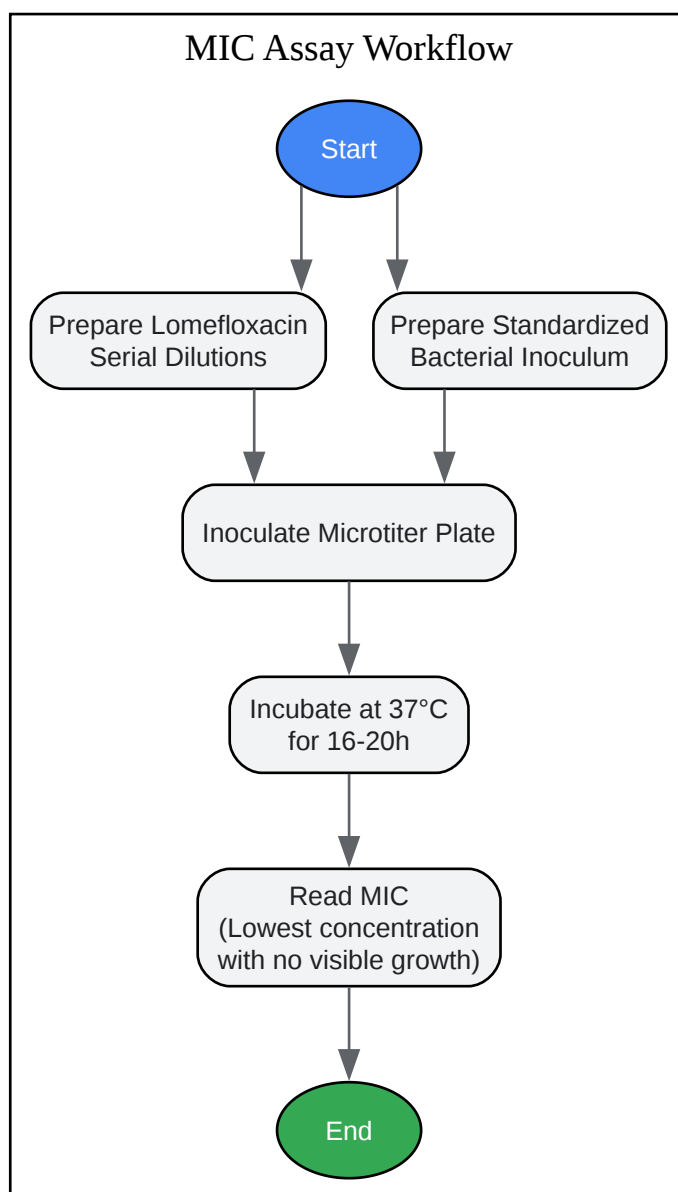 MIC Assay Workflow
Start
Prepare Lomefloxacin
Serial Dilutions
Prepare Standardized
Bacterial Inoculum
Inoculate Microtiter Plate
Incubate at 37°C
for 16-20h
Read MIC
(Lowest concentration
with no visible growth)
End